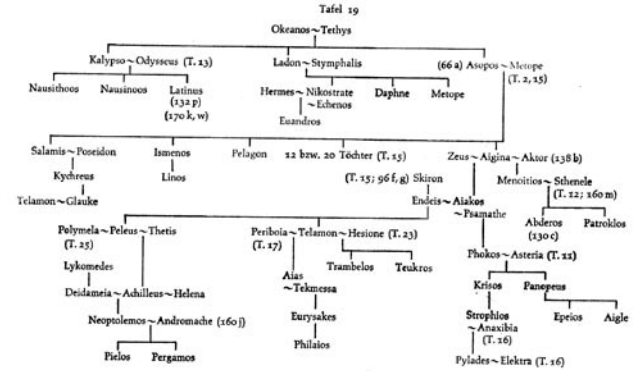 Tafel 19
Okeanos~Tethys
Kalypso~Odysseus (T. 13) Ladon~Stymphalis (66 a) Asopos~Metope
(T. 2, 15)
Nausithoos Nausinoos Latinus Hermes~Nikostrate Daphne Metope
(132 p) ~Echenos
(170 k, w) Euandros
Salamis~Poseidon Ismenos Pelagon 12 bzw. 20 Töchter (T. 15) Zeus~Aigina~Aktor (138 b)
Kychreus Linos (T. 15; 96 f, g) Skiron Menoitios~Sthenele
(T. 12; 160 m)
Telamon~Glauke Endeis~Aiakos
~Psamathe Abderos Patroklos
(130 c)
Polymela~Peleus~Thetis Periboia~Telamon~Hesione (T. 23)
(T. 25) (T. 17) Phokos~Asteria (T. 11)
Lykomedes Aias Trambelos Teukros
~Tekmessa Krisos Panopeus
Deidameia~Achilleus~Helena
Eurysakes Strophios Epeios Aigle
~Anaxibia
Neoptolemos~Andromache (160 j) (T. 16)
Philaios
Pielos Pergamos Pylades~Elektra (T. 16)